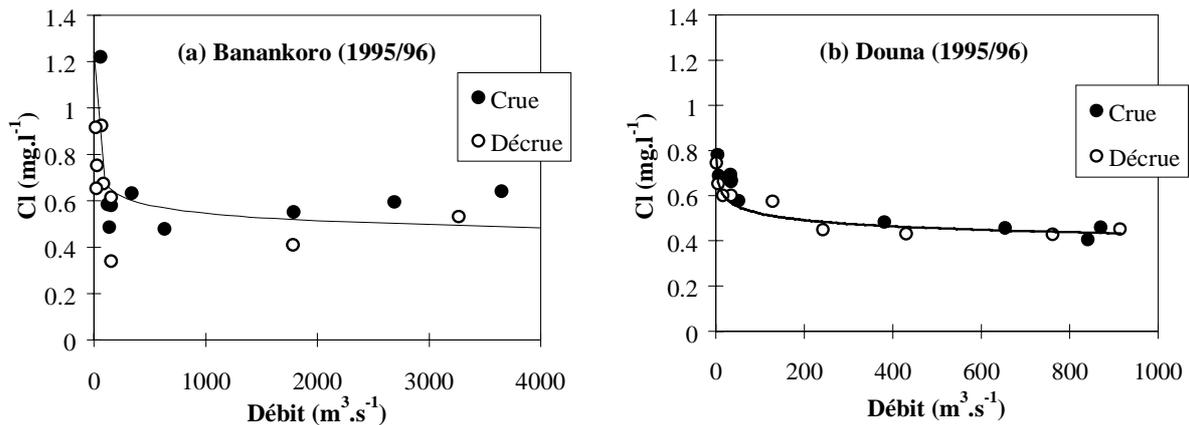 (a) Banankoro (1995/96)
Cl (mg.l⁻¹)
1.4
1.2
1
0.8
0.6
0.4
0.2
0
0 1000 2000 3000 4000
Débit (m³.s⁻¹)
Crue
Décrue
(b) Douna (1995/96)
Cl (mg.l⁻¹)
1.4
1.2
1
0.8
0.6
0.4
0.2
0
0 200 400 600 800 1000
Débit (m³.s⁻¹)
Crue
Décrue